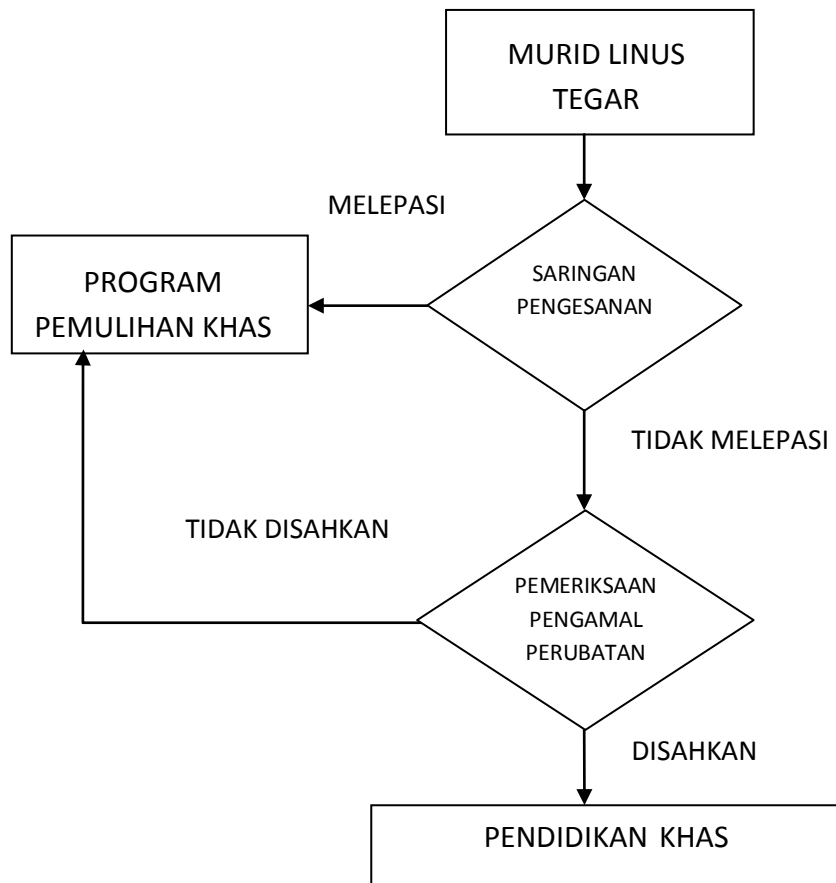 MURID LINUS
TEGAR
MELEPASI
SARINGAN
PENGESANAN
PROGRAM
PEMULIHAN KHAS
TIDAK MELEPASI
TIDAK DISAHKAN
PEMERIKSAAN
PENGAMAL
PERUBATAN
DISAHKAN
PENDIDIKAN KHAS